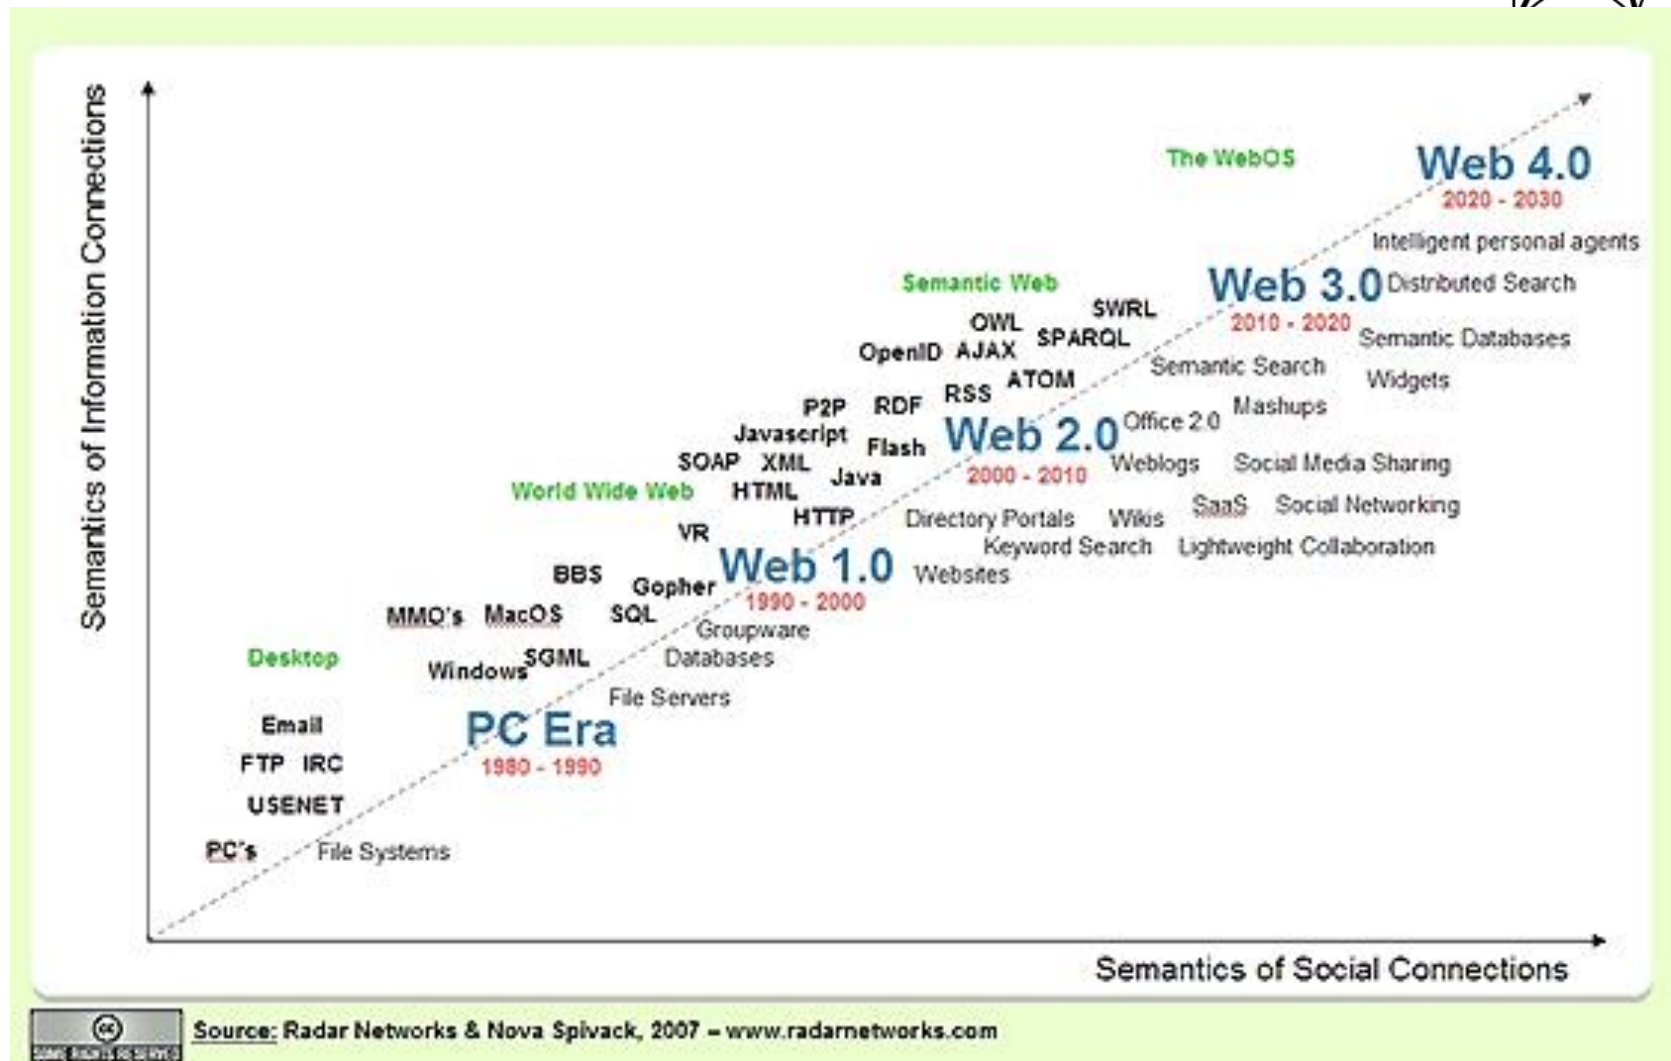 Semantics of Information Connections
The WebOS
Web 4.0
2020 - 2030
Intelligent personal agents
Semantic Web
Web 3.0
Distributed Search
2010 - 2020
SWRL
OWL
SPARQL
Semantic Databases
OpenID
AJAX
Semantic Search
Widgets
ATOM
RSS
P2P
RDF
Mashups
Web 2.0
Office 2.0
Javascript
Flash
2000 - 2010
Weblogs
Social Media Sharing
SOAP
XML
Java
World Wide Web
HTML
SaaS
Social Networking
HTTP
Directory Portals
Wikis
VR
Keyword Search
Lightweight Collaboration
Web 1.0
Websites
1990 - 2000
BBS
Gopher
MMO's
MacOS
SQL
Groupware
Desktop
SGML
Databases
Windows
File Servers
PC Era
1980 - 1990
Email
FTP
IRC
USENET
PC's
File Systems
Semantics of Social Connections
cc
SOME RIGHTS RESERVED
Source: Radar Networks & Nova Spivack, 2007 – www.radarnetworks.com